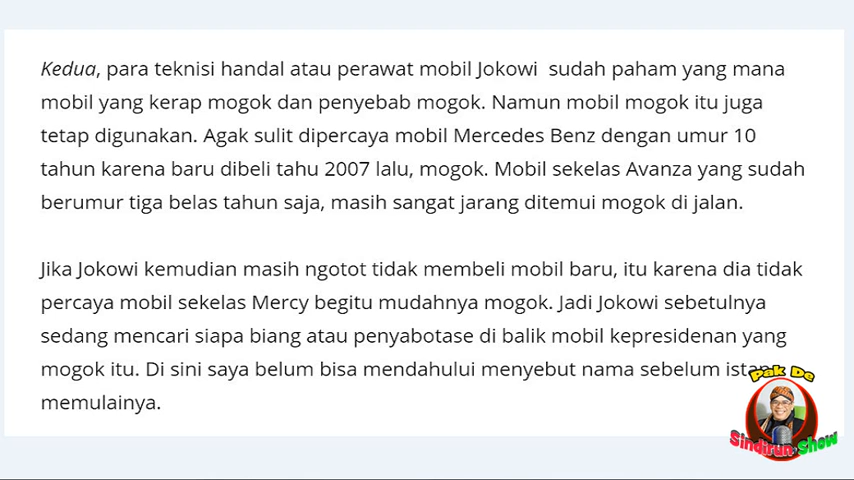 Kedua, para teknisi handal atau perawat mobil Jokowi sudah paham yang mana
mobil yang kerap mogok dan penyebab mogok. Namun mobil mogok itu juga
tetap digunakan. Agak sulit dipercaya mobil Mercedes Benz dengan umur 10
tahun karena baru dibeli tahu 2007 lalu, mogok. Mobil sekelas Avanza yang sudah
berumur tiga belas tahun saja, masih sangat jarang ditemui mogok di jalan.
Jika Jokowi kemudian masih ngotot tidak membeli mobil baru, itu karena dia tidak
percaya mobil sekelas Mercy begitu mudahnya mogok. Jadi Jokowi sebetulnya
sedang mencari siapa biang atau penyabotase di balik mobil kepresidenan yang
mogok itu. Di sini saya belum bisa mendahului menyebut nama sebelum
memulainya.
Pak De
Sindirun Show